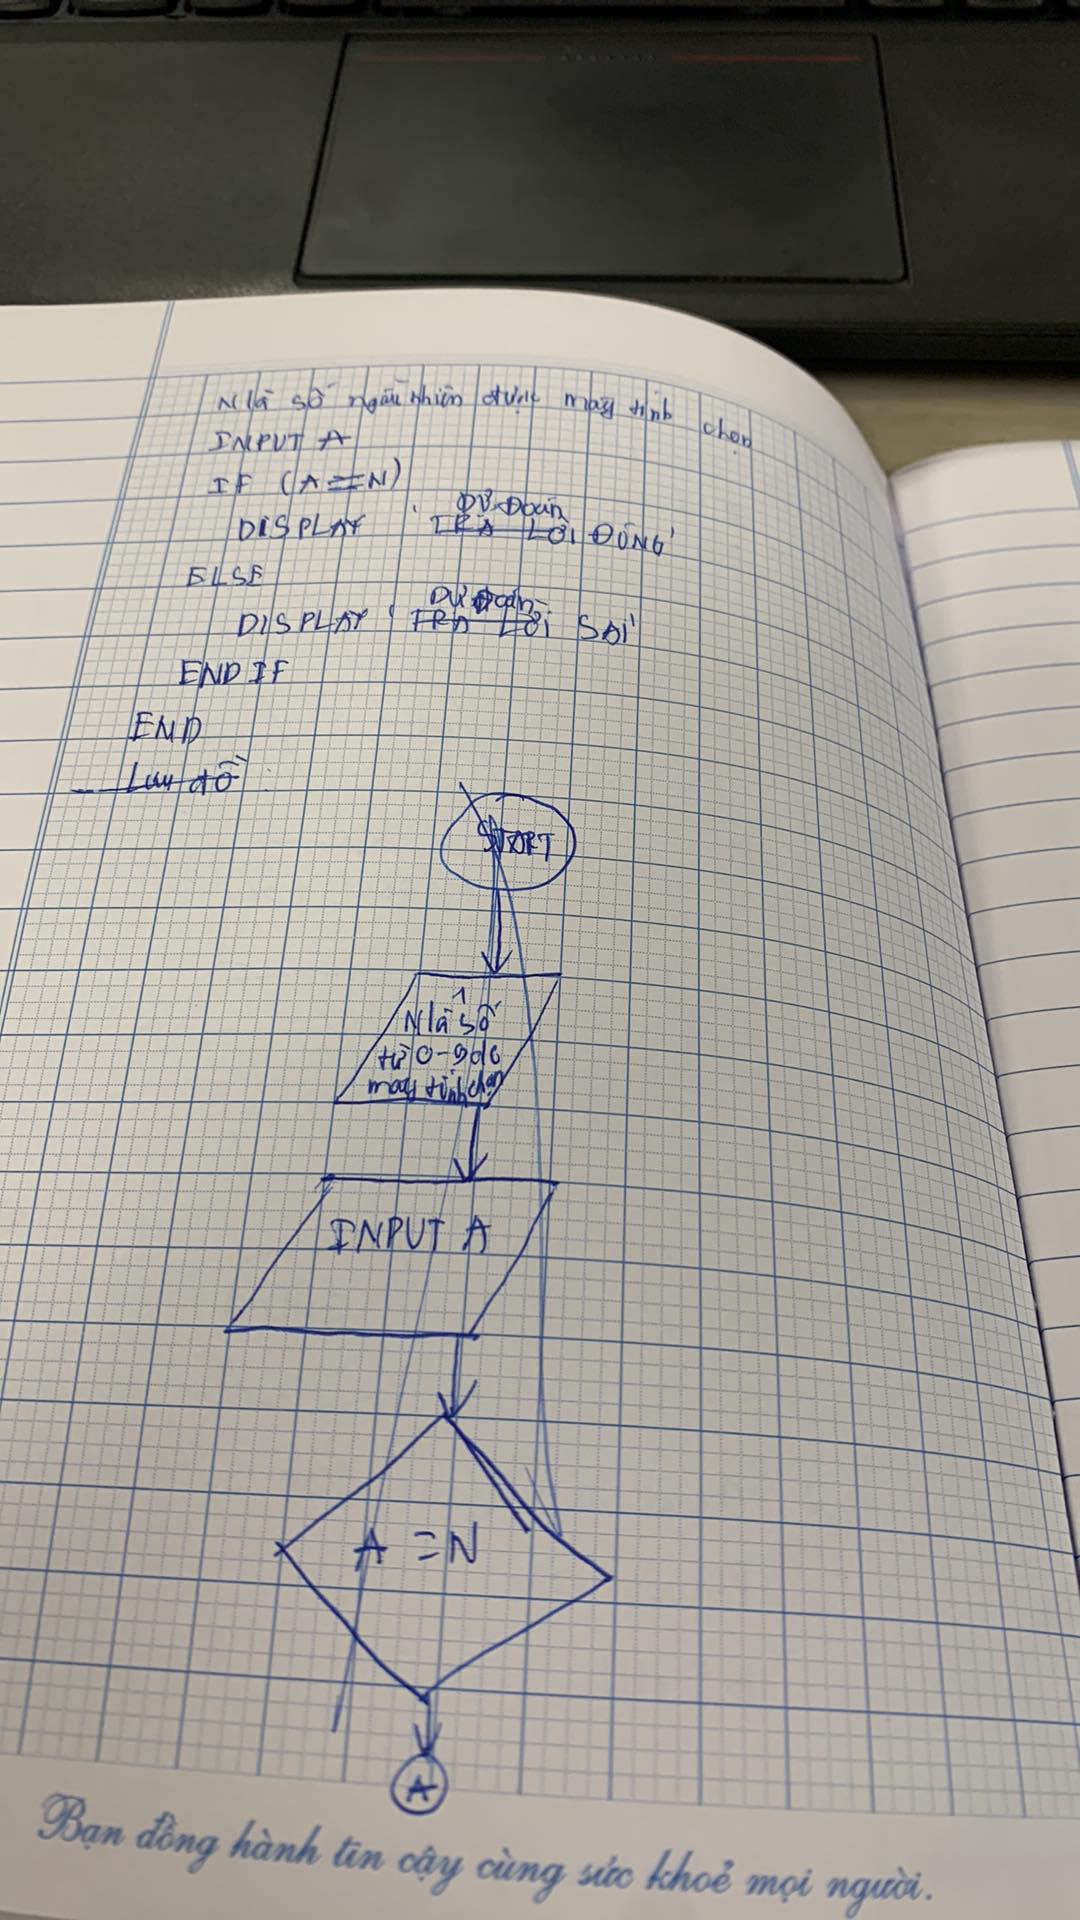 N là số ngẫu nhiên được máy tính chọn
INPUT A
IF (A==N)
Dự Đoán
DISPLAY ' TRẢ LỜI ĐÚNG'
ELSE
Dự đoán
DISPLAY ' TRẢ LỜI SAI'
ENDIF
END
Lưu đồ :
START
N là 1 số
từ 0-9 do
máy tính chọn
INPUT A
A = N
A
Bạn đồng hành tin cậy cùng sức khoẻ mọi người.